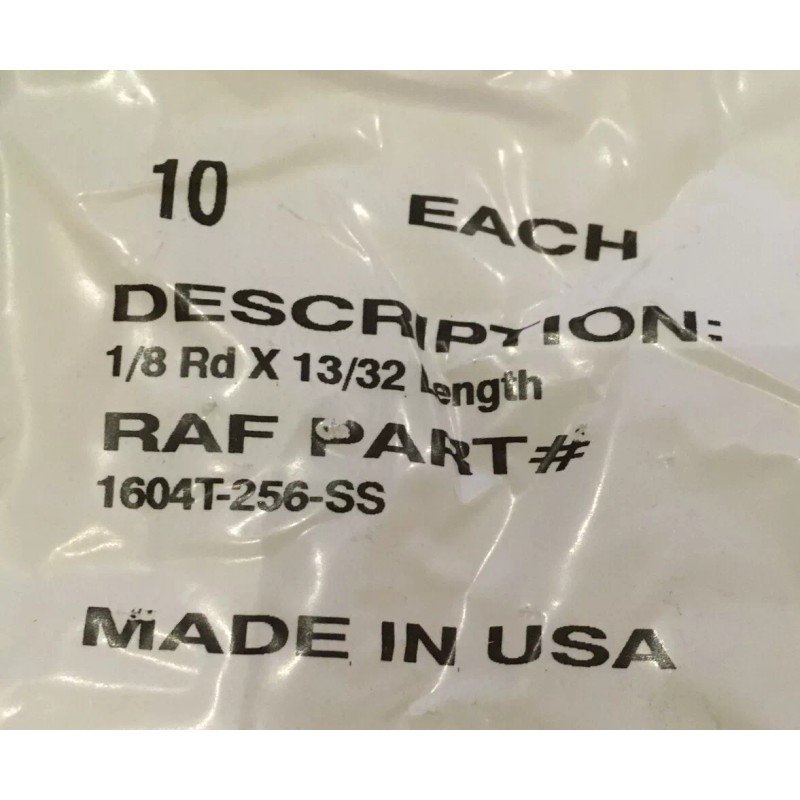 10 EACH
DESCRIPTION:
1/8 Rd X 13/32 Length
RAF PART#
1604T-256-SS
MADE IN USA